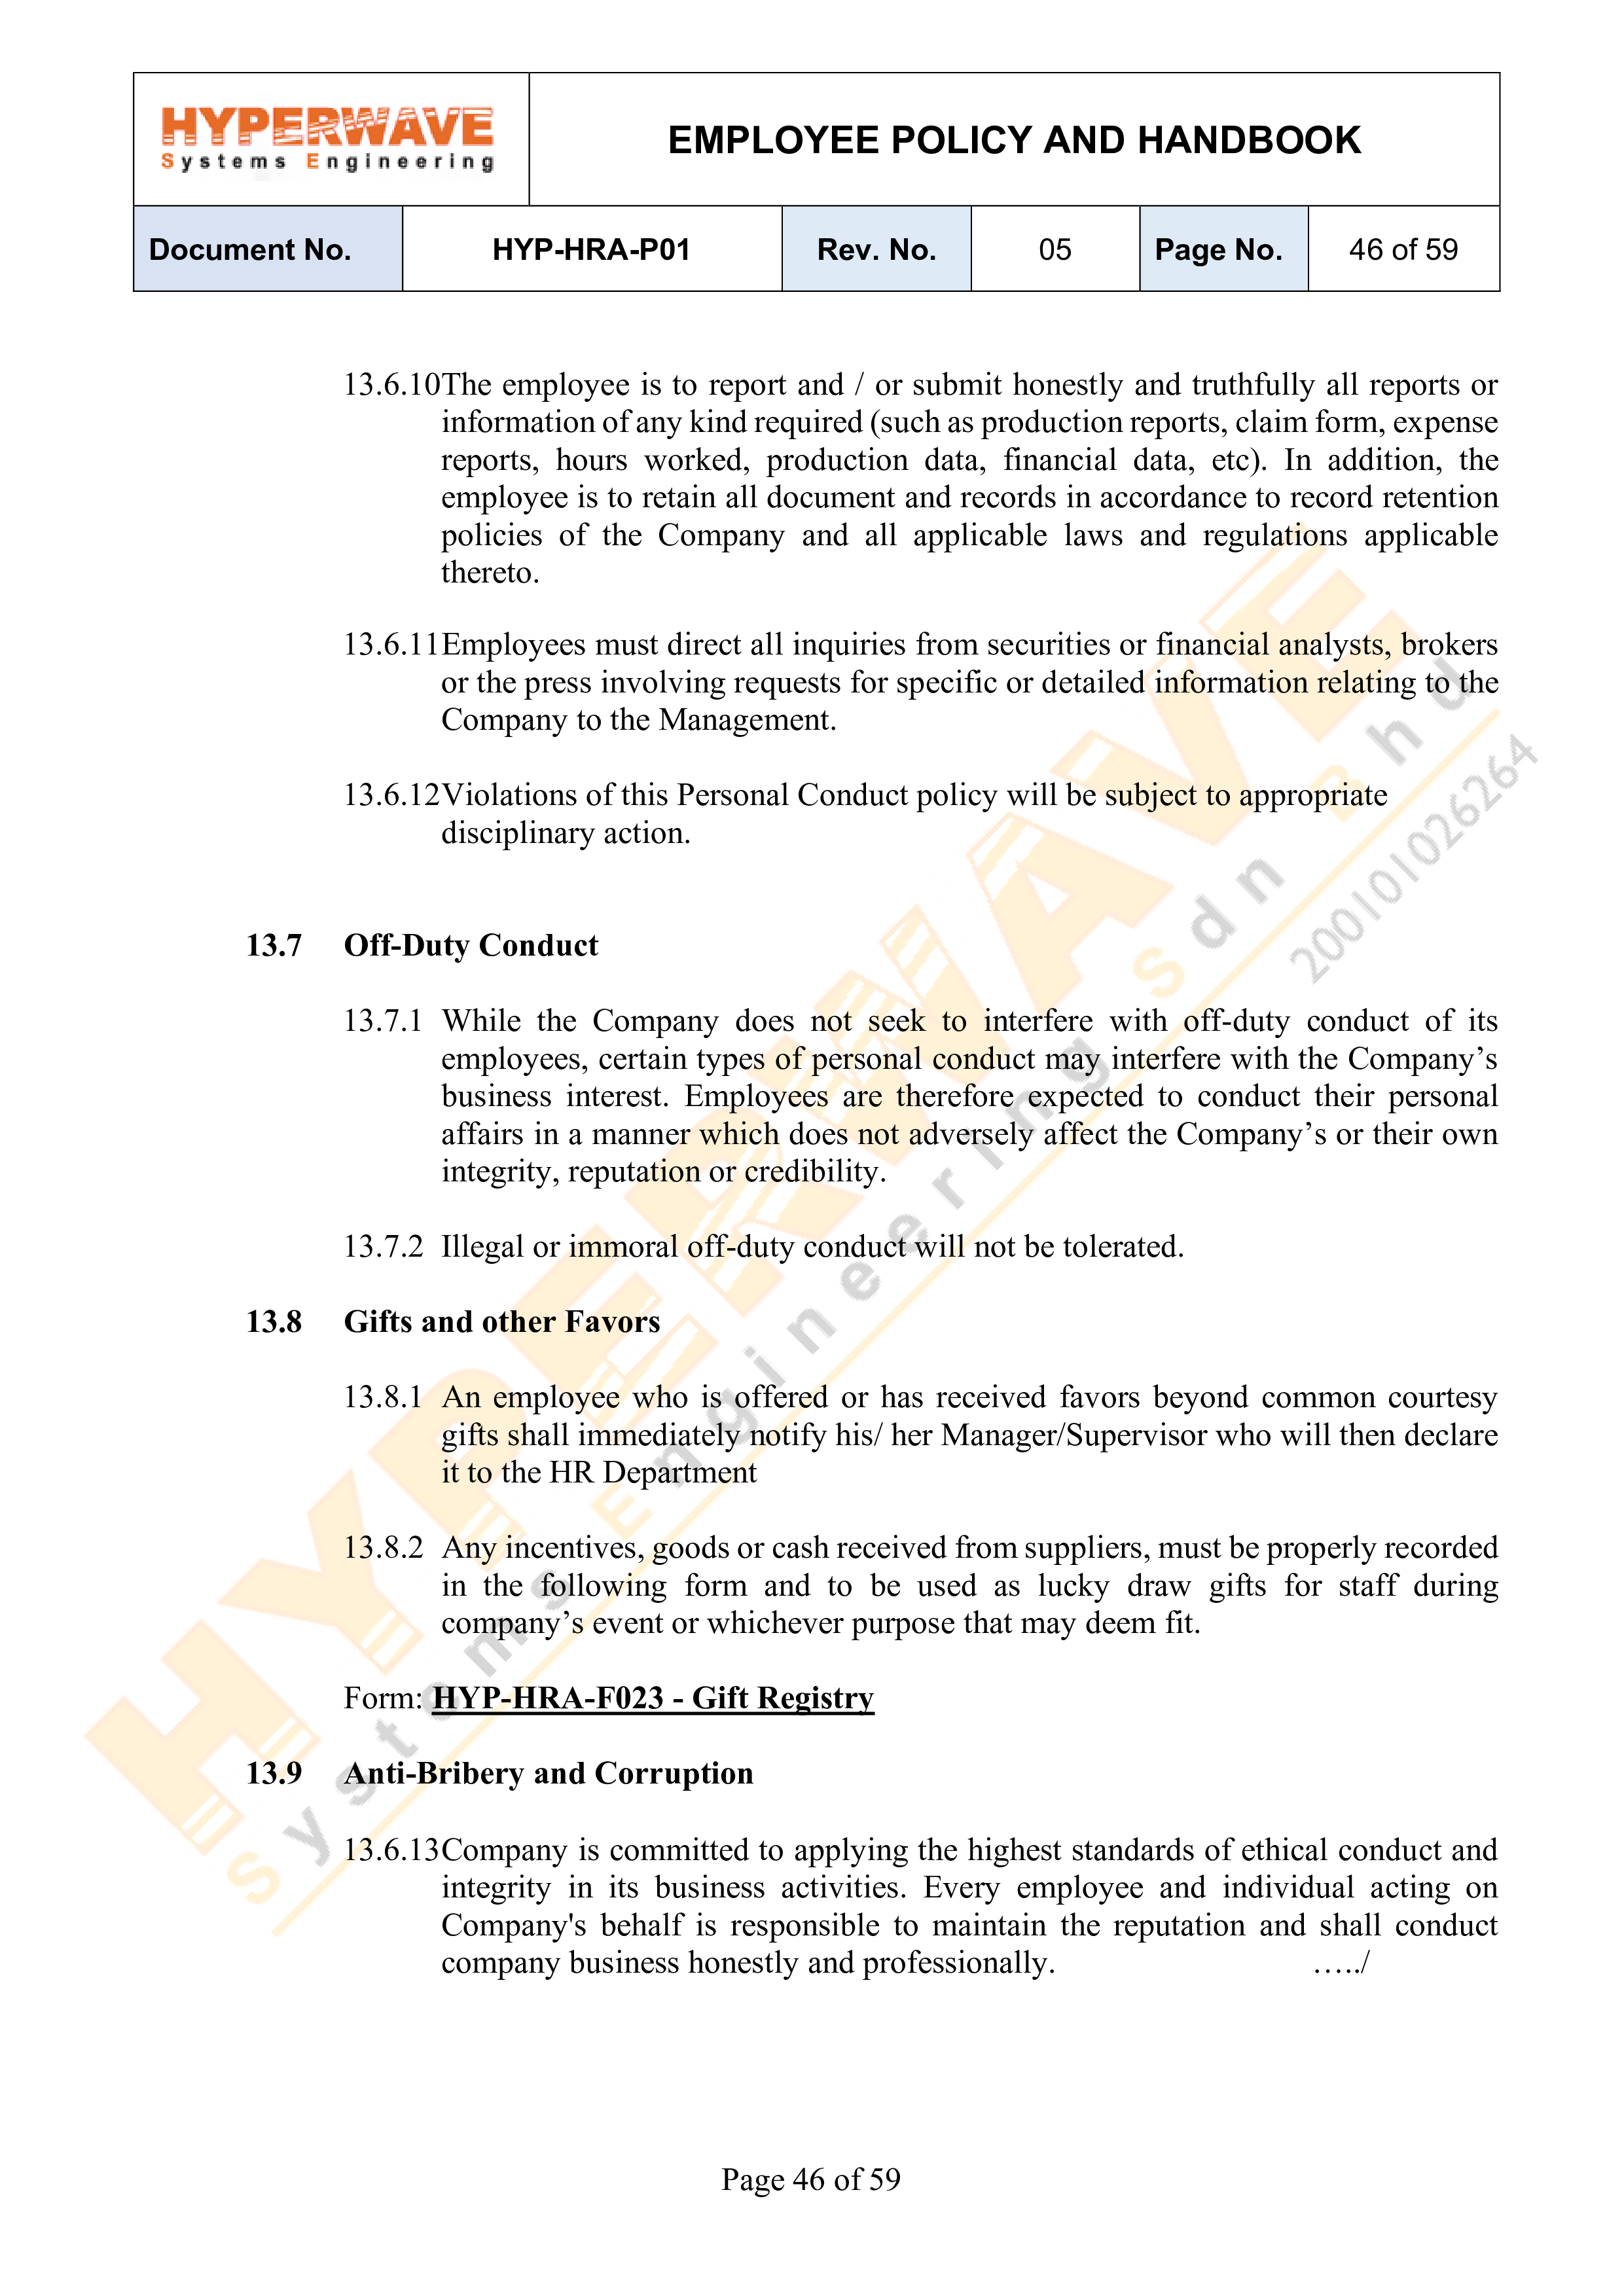 HYPERWAVE
Systems Engineering
EMPLOYEE POLICY AND HANDBOOK
Document No. HYP-HRA-P01 Rev. No. 05 Page No. 46 of 59
13.6.10The employee is to report and / or submit honestly and truthfully all reports or
information of any kind required (such as production reports, claim form, expense
reports, hours worked, production data, financial data, etc). In addition, the
employee is to retain all document and records in accordance to record retention
policies of the Company and all applicable laws and regulations applicable
thereto.
13.6.11Employees must direct all inquiries from securities or financial analysts, brokers
or the press involving requests for specific or detailed information relating to the
Company to the Management.
13.6.12Violations of this Personal Conduct policy will be subject to appropriate
disciplinary action.
13.7 Off-Duty Conduct
13.7.1 While the Company does not seek to interfere with off-duty conduct of its
employees, certain types of personal conduct may interfere with the Company’s
business interest. Employees are therefore expected to conduct their personal
affairs in a manner which does not adversely affect the Company’s or their own
integrity, reputation or credibility.
13.7.2 Illegal or immoral off-duty conduct will not be tolerated.
13.8 Gifts and other Favors
13.8.1 An employee who is offered or has received favors beyond common courtesy
gifts shall immediately notify his/ her Manager/Supervisor who will then declare
it to the HR Department
13.8.2 Any incentives, goods or cash received from suppliers, must be properly recorded
in the following form and to be used as lucky draw gifts for staff during
company’s event or whichever purpose that may deem fit.
Form: HYP-HRA-F023 - Gift Registry
13.9 Anti-Bribery and Corruption
13.6.13Company is committed to applying the highest standards of ethical conduct and
integrity in its business activities. Every employee and individual acting on
Company's behalf is responsible to maintain the reputation and shall conduct
company business honestly and professionally. …../
HYPERWAVE
Systems Engineering Sdn Bhd
200101026264
Page 46 of 59